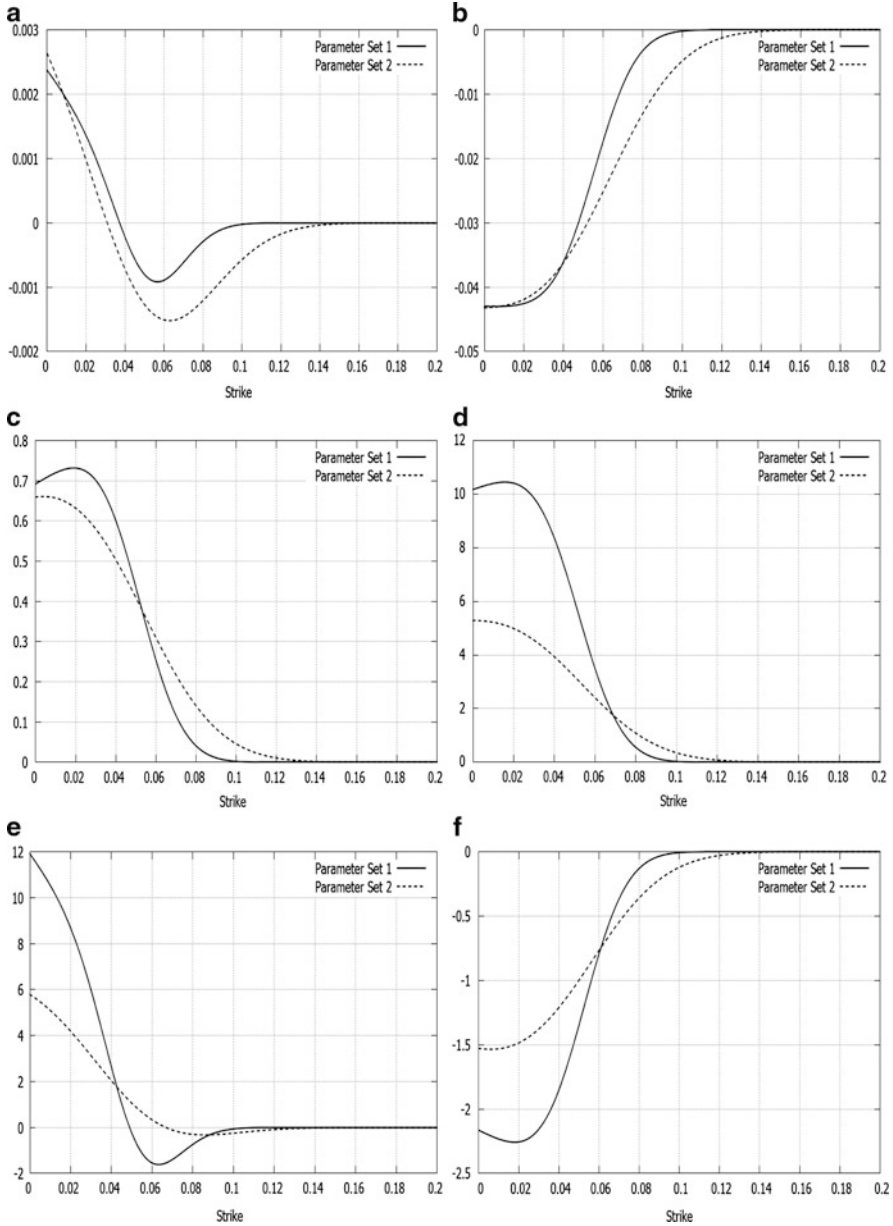 a
0.003
0.002
0.001
0
-0.001
-0.002
Parameter Set 1
Parameter Set 2
0 0.02 0.04 0.06 0.08 0.1 0.12 0.14 0.16 0.18 0.2
Strike
b
0
-0.01
-0.02
-0.03
-0.04
-0.05
Parameter Set 1
Parameter Set 2
0 0.02 0.04 0.06 0.08 0.1 0.12 0.14 0.16 0.18 0.2
Strike
c
0.8
0.7
0.6
0.5
0.4
0.3
0.2
0.1
0
Parameter Set 1
Parameter Set 2
0 0.02 0.04 0.06 0.08 0.1 0.12 0.14 0.16 0.18 0.2
Strike
d
12
10
8
6
4
2
0
Parameter Set 1
Parameter Set 2
0 0.02 0.04 0.06 0.08 0.1 0.12 0.14 0.16 0.18 0.2
Strike
e
12
10
8
6
4
2
0
-2
Parameter Set 1
Parameter Set 2
0 0.02 0.04 0.06 0.08 0.1 0.12 0.14 0.16 0.18 0.2
Strike
f
0
-0.5
-1
-1.5
-2
-2.5
Parameter Set 1
Parameter Set 2
0 0.02 0.04 0.06 0.08 0.1 0.12 0.14 0.16 0.18 0.2
Strike